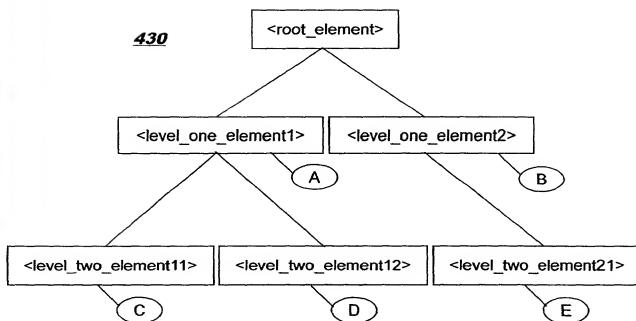 430
<root_element>
<level_one_element1> <level_one_element2>
A B
<level_two_element11> <level_two_element12> <level_two_element21>
C D E